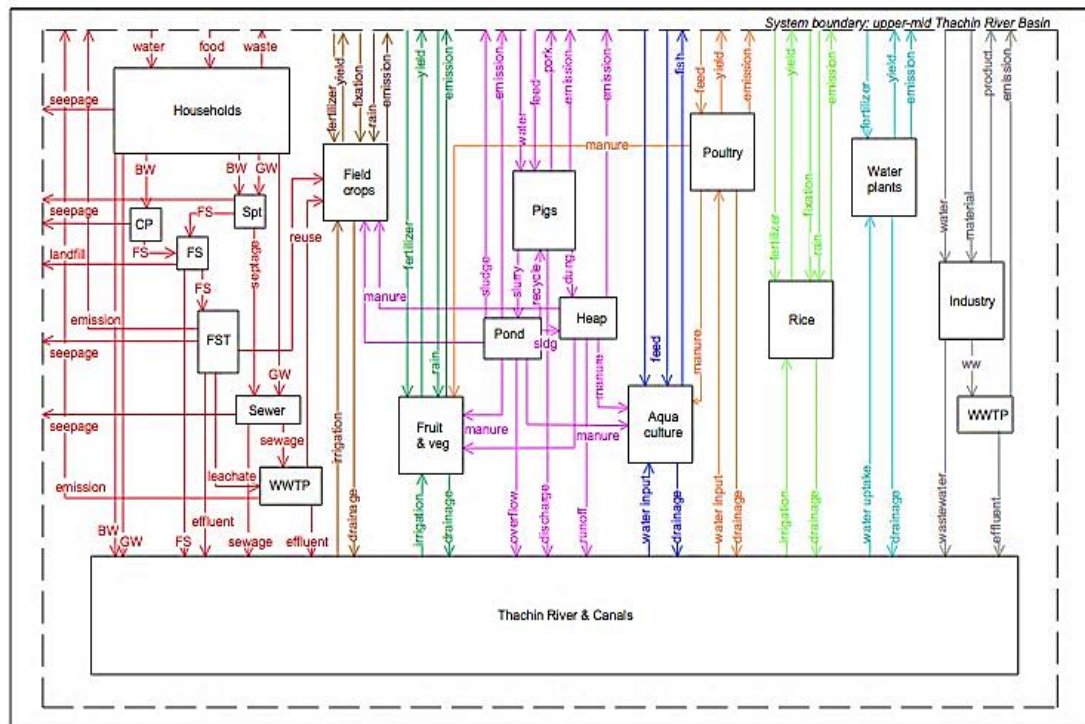 System boundary: upper-mid Thachin River Basin
water
food
waste
Households
seepage
BW
BW
GW
seepage
CP
Spt
FS
FS
FS
landfill
septage
reuse
FS
emission
FST
seepage
GW
Sewer
seepage
sewage
leachate
WWTP
emission
effluent
BW
GW
FS
sewage
effluent
fertilizer
yield
fixation
rain
emission
Field
crops
irrigation
drainage
fertilizer
yield
rain
emission
Fruit
& veg
irrigation
drainage
sludge
emission
water
feed
pork
emission
emission
Pigs
slurry
recycle
dung
manure
Pond
sldg
Heap
manure
manure
manure
overflow
discharge
runoff
feed
fish
Aqua
culture
water input
drainage
feed
yield
emission
manure
Poultry
manure
water input
drainage
fertilizer
yield
fixation
rain
emission
Rice
irrigation
drainage
fertilizer
yield
emission
Water
plants
water uptake
drainage
water
material
product
emission
Industry
ww
WWTP
wastewater
effluent
Thachin River & Canals